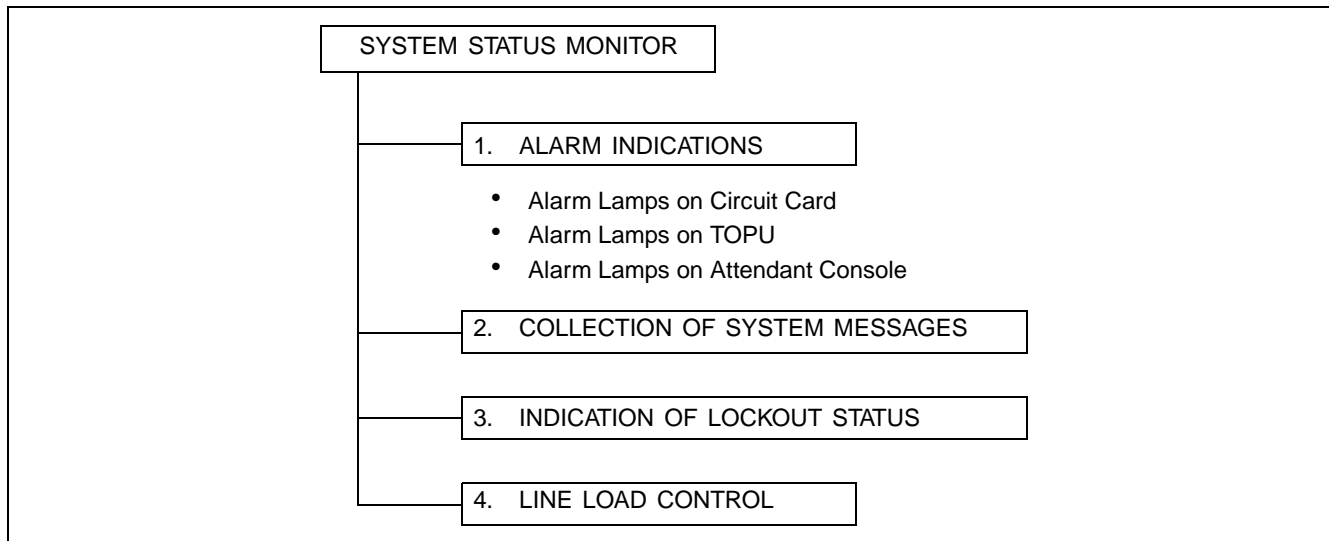 SYSTEM STATUS MONITOR
1. ALARM INDICATIONS
• Alarm Lamps on Circuit Card
• Alarm Lamps on TOPU
• Alarm Lamps on Attendant Console
2. COLLECTION OF SYSTEM MESSAGES
3. INDICATION OF LOCKOUT STATUS
4. LINE LOAD CONTROL